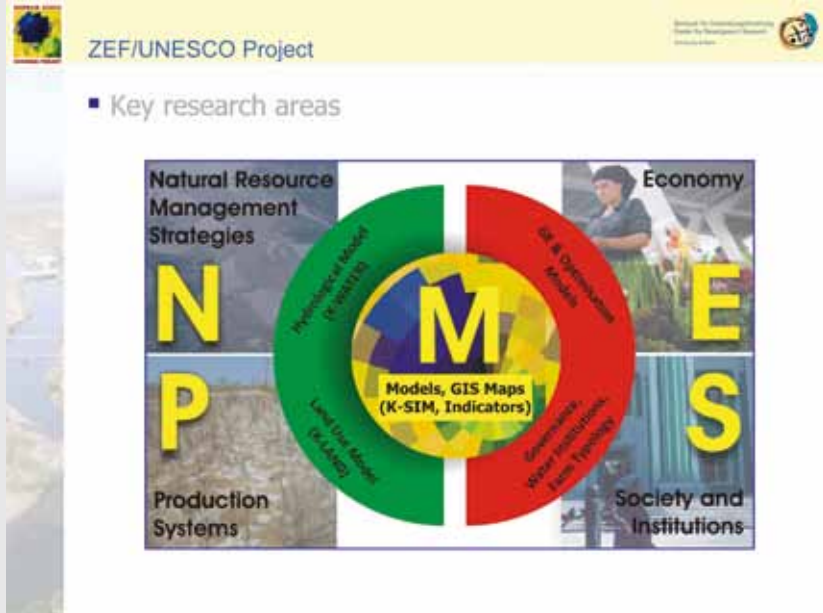 ZEF/UNESCO Project
Key research areas
Natural Resource
Management
Strategies
N
Economy
E
Hydrological Model
(K-WATER)
GE & Optimisation
Models
M
Models, GIS Maps
(K-SIM, Indicators)
P
Production
Systems
Land Use Model
(K-LAND)
Governance,
Water Institutions,
Farm Typology
S
Society and
Institutions